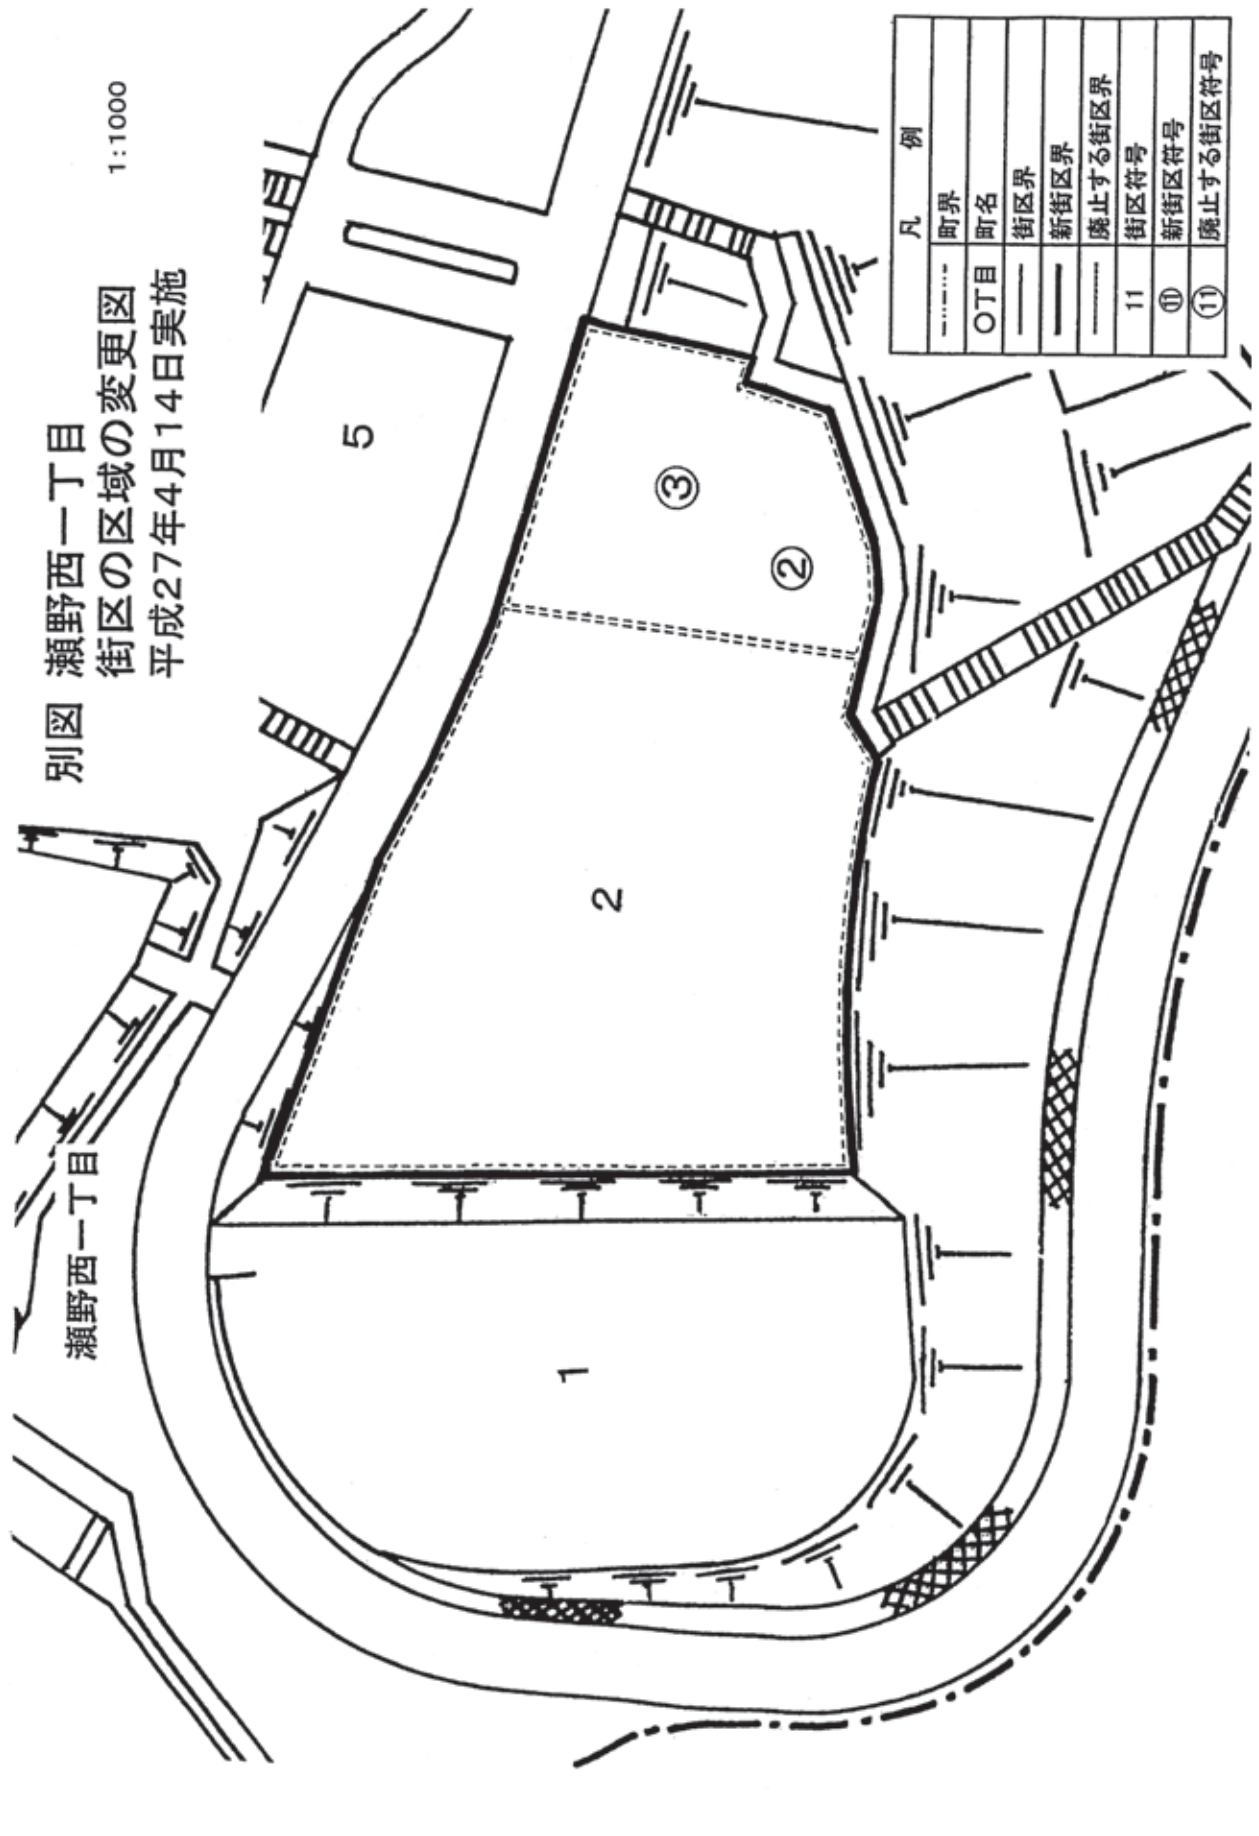 別図 瀬野西一丁目
街区の区域の変更図
平成27年4月14日実施
1:1000
瀬野西一丁目
5
③
②
2
1
凡 例
町界
〇丁目 町名
街区界
新街区界
廃止する街区界
11 街区符号
⑪ 新街区符号
⑪ 廃止する街区符号